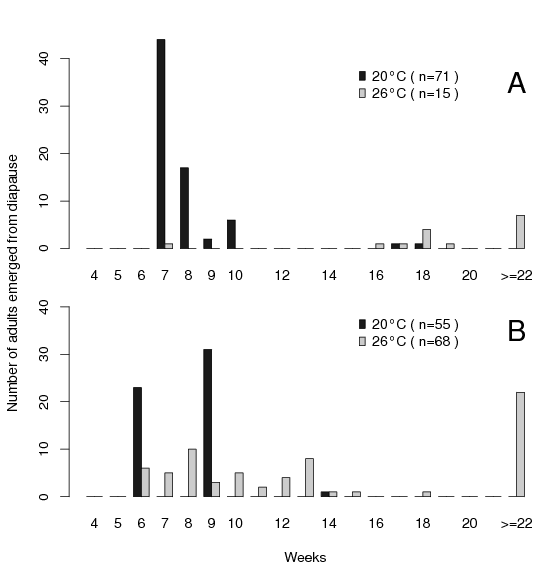 Number of adults emerged from diapause
40
30
20
10
0
20°C ( n=71 )
26°C ( n=15 )
A
4 5 6 7 8 9 10 12 14 16 18 20 >=22
40
30
20
10
0
20°C ( n=55 )
26°C ( n=68 )
B
4 5 6 7 8 9 10 12 14 16 18 20 >=22
Weeks